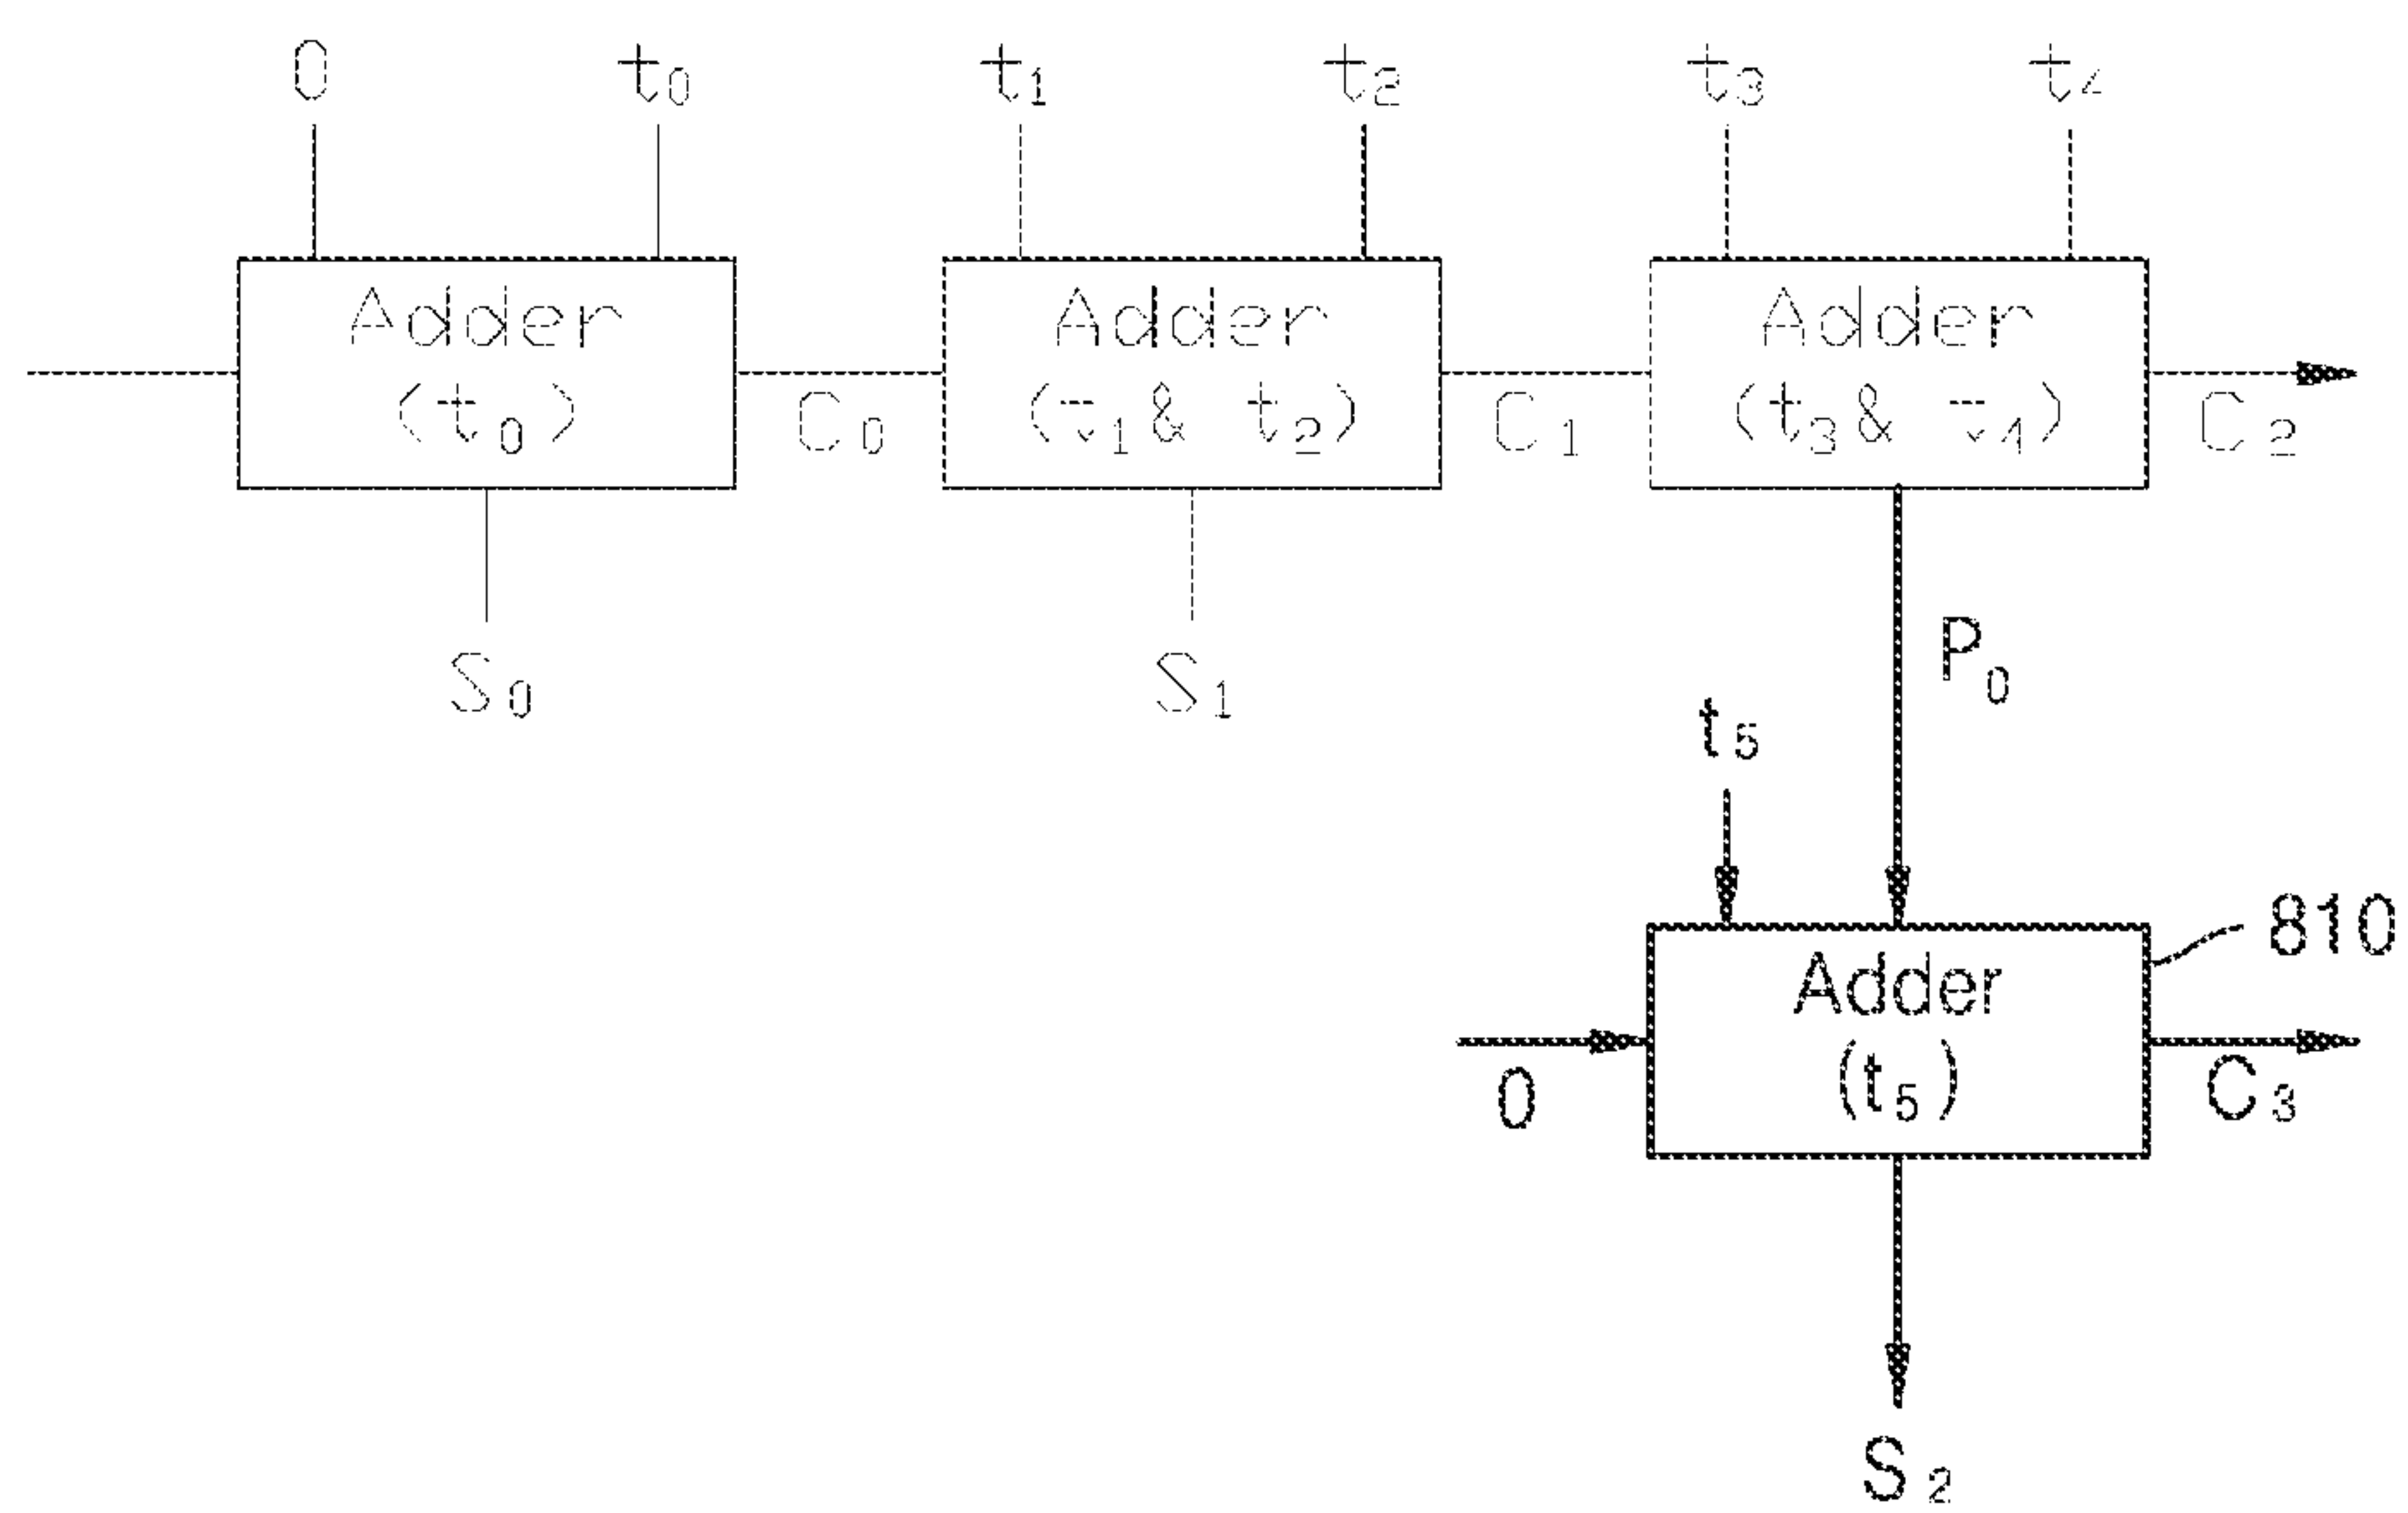 0 t0 t1 t2 t3 t4
Adder Adder Adder
(t0) C0 (t1& t2) C1 (t3& t4) C2
S0 S1 P0
t5
810
Adder
(t5)
0 C3
S2